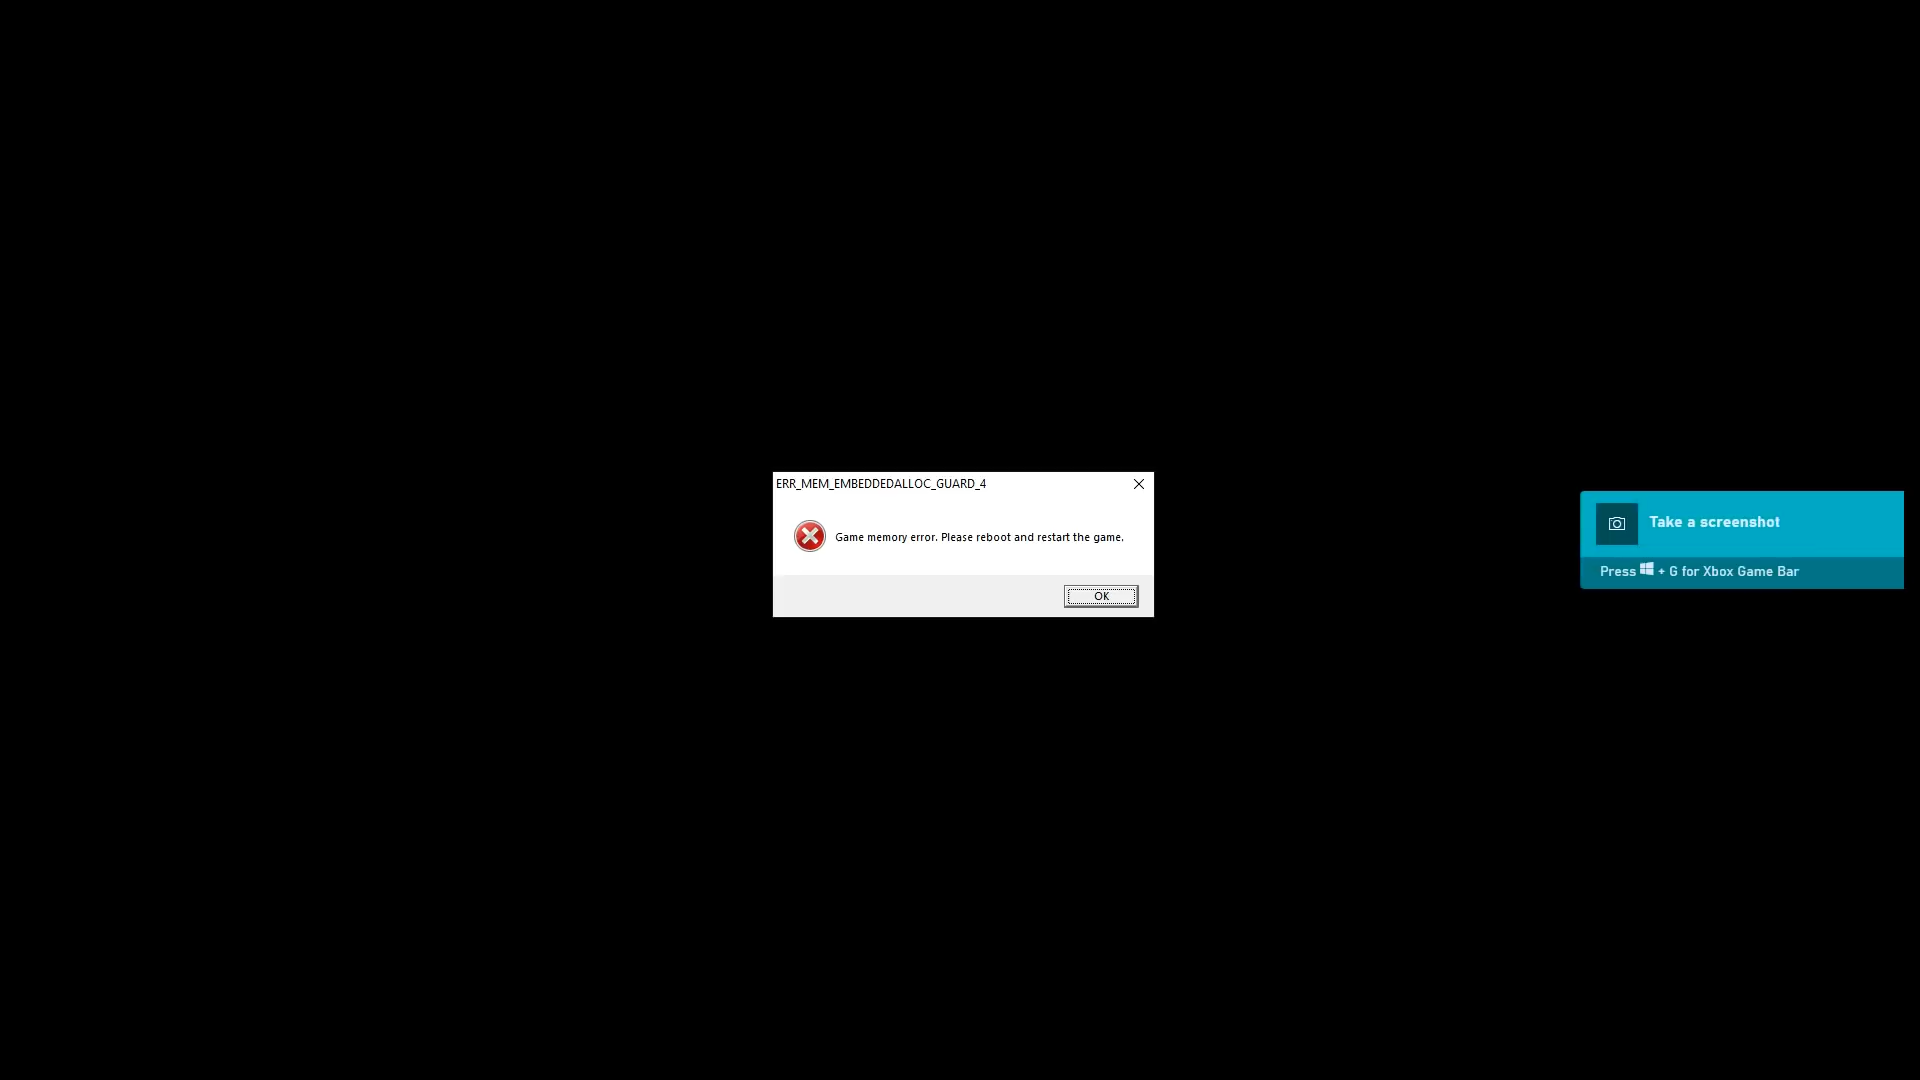 ERR_MEM_EMBEDDEDALLOC_GUARD_4
Game memory error. Please reboot and restart the game.
OK
Take a screenshot
Press + G for Xbox Game Bar